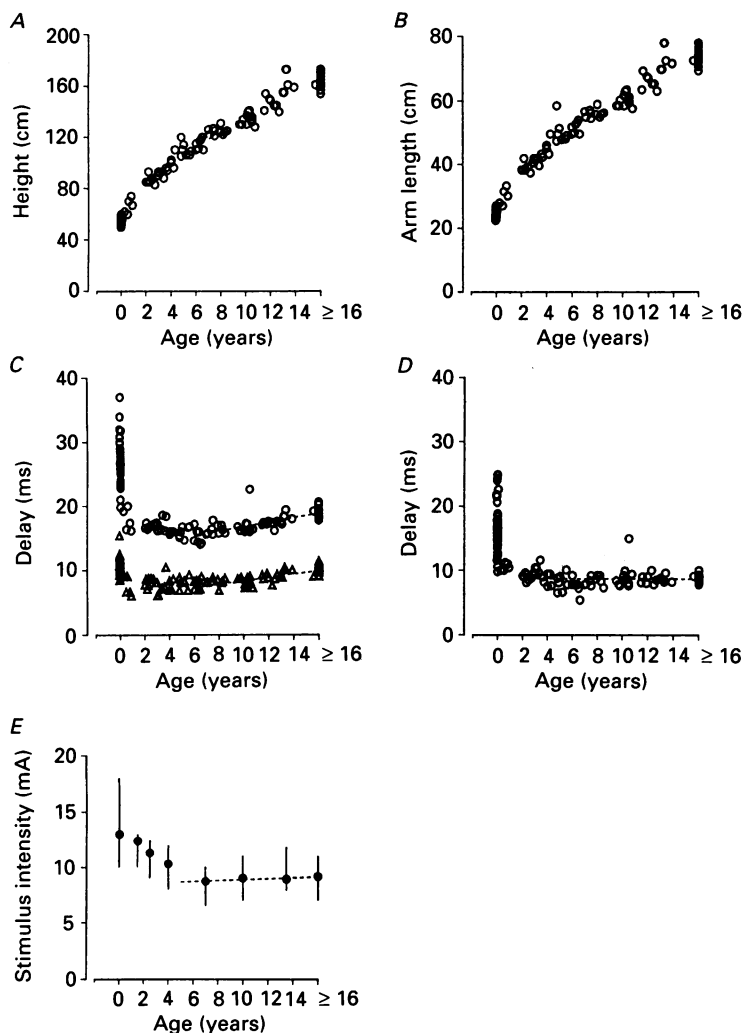 A
200
160
120
80
40
0
Height (cm)
0 2 4 6 8 10 12 14 ≥ 16
Age (years)
B
80
60
40
20
0
Arm length (cm)
0 2 4 6 8 10 12 14 ≥ 16
Age (years)
C
40
30
20
10
0
Delay (ms)
0 2 4 6 8 10 12 14 ≥ 16
Age (years)
D
40
30
20
10
0
Delay (ms)
0 2 4 6 8 10 12 14 ≥ 16
Age (years)
E
20
15
10
5
0
Stimulus intensity (mA)
0 2 4 6 8 10 12 14 ≥ 16
Age (years)